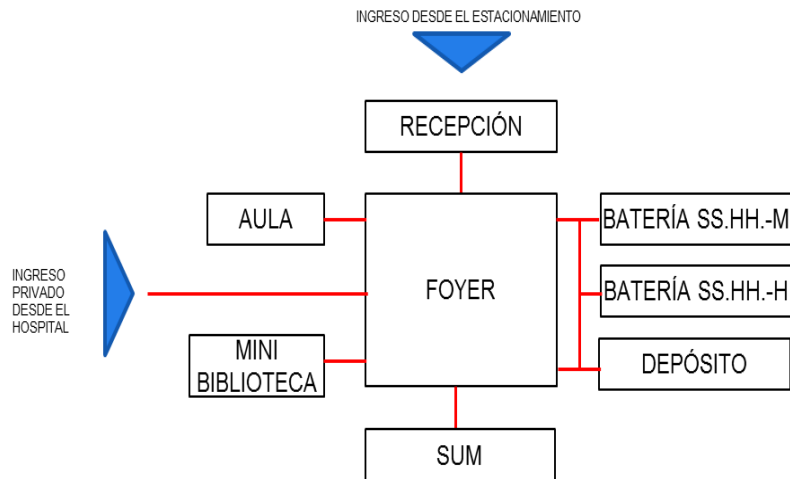 INGRESO DESDE EL ESTACIONAMIENTO
RECEPCIÓN
AULA
BATERÍA SS.HH.-M
INGRESO
PRIVADO
DESDE EL
HOSPITAL
FOYER
BATERÍA SS.HH.-H
MINI
BIBLIOTECA
DEPÓSITO
SUM